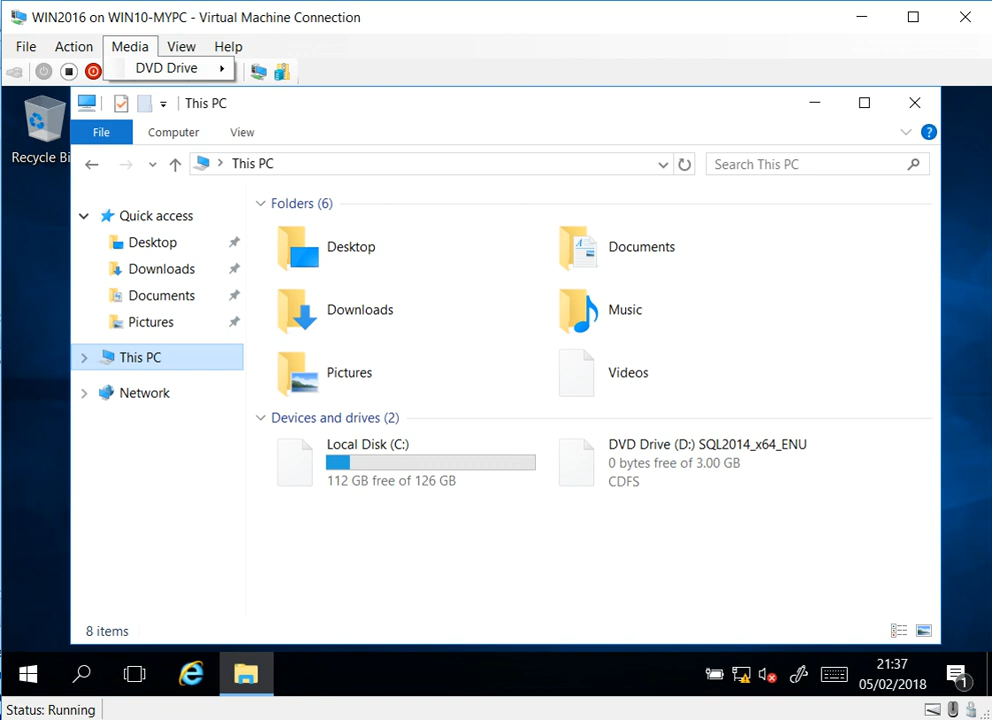 WIN2016 on WIN10-MYPC - Virtual Machine Connection
File Action Media View Help
DVD Drive
This PC
File Computer View
This PC
Search This PC
Recycle Bi
Quick access
Desktop
Downloads
Documents
Pictures
This PC
Network
Folders (6)
Desktop
Documents
Downloads
Music
Pictures
Videos
Devices and drives (2)
Local Disk (C:)
112 GB free of 126 GB
DVD Drive (D:) SQL2014_x64_ENU
0 bytes free of 3.00 GB
CDFS
8 items
21:37
05/02/2018
1
Status: Running